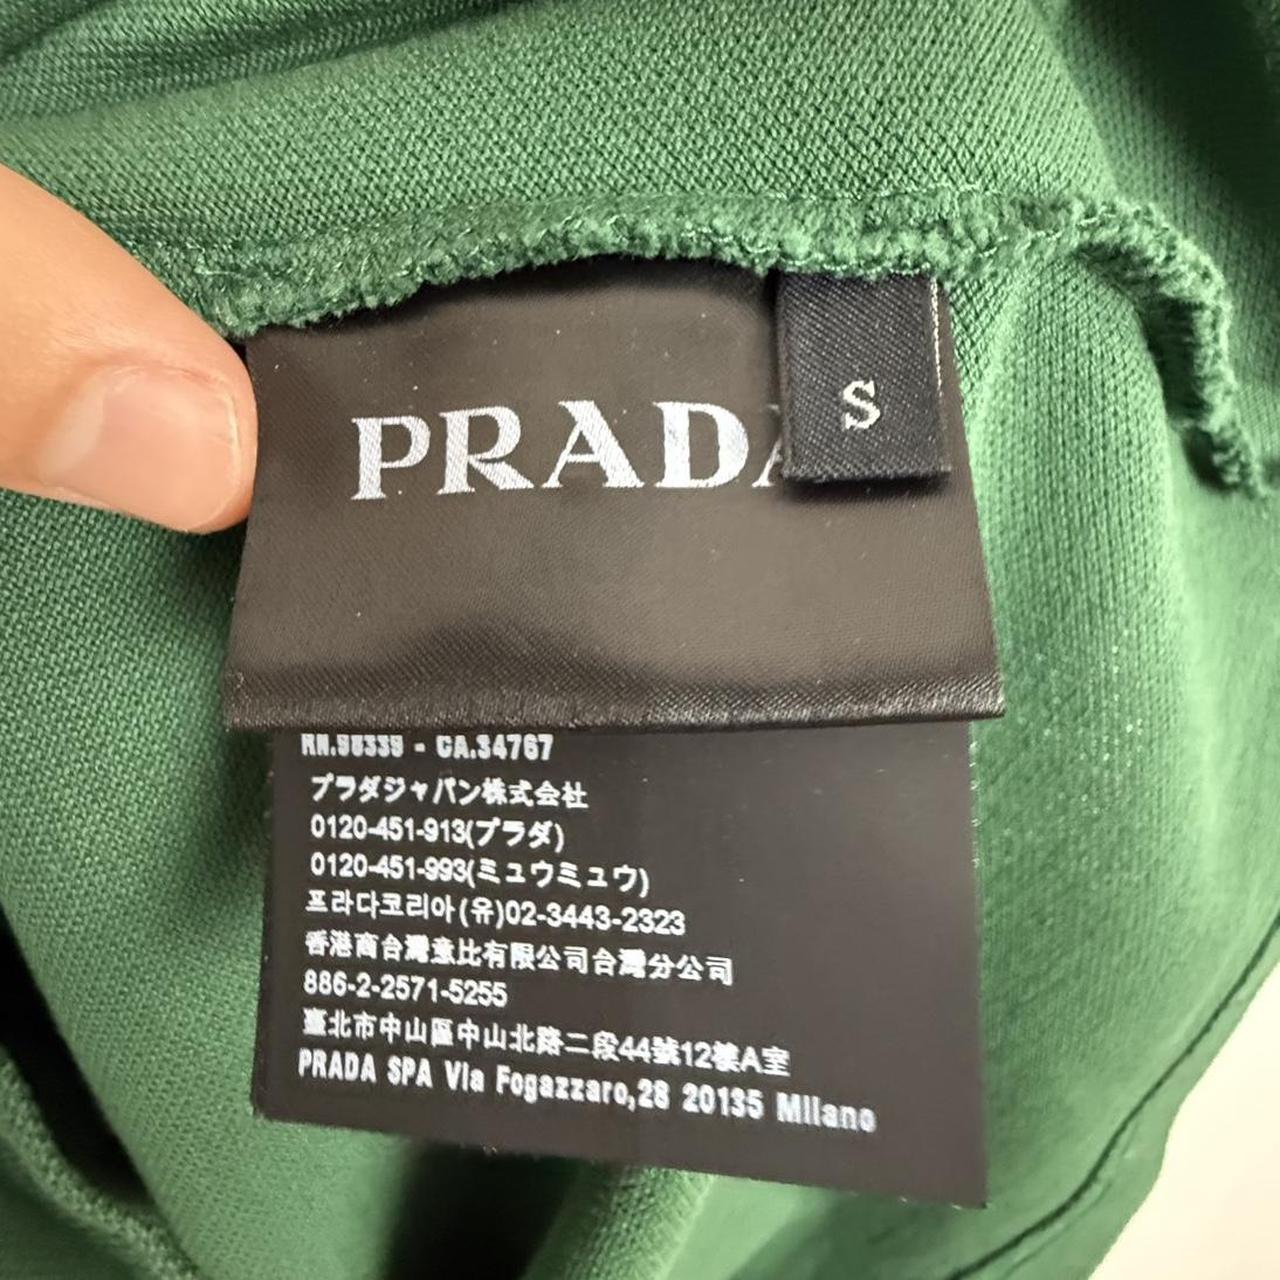 PRADA
S
RN.98339 - CA.34767
プラダジャパン株式会社
0120-451-913(プラダ)
0120-451-993(ミュウミュウ)
프라다코리아(유)02-3443-2323
香港商台灣意比有限公司台灣分公司
886-2-2571-5255
臺北市中山區中山北路二段44號12樓A室
PRADA SPA Via Fogazzaro,28 20135 Milano